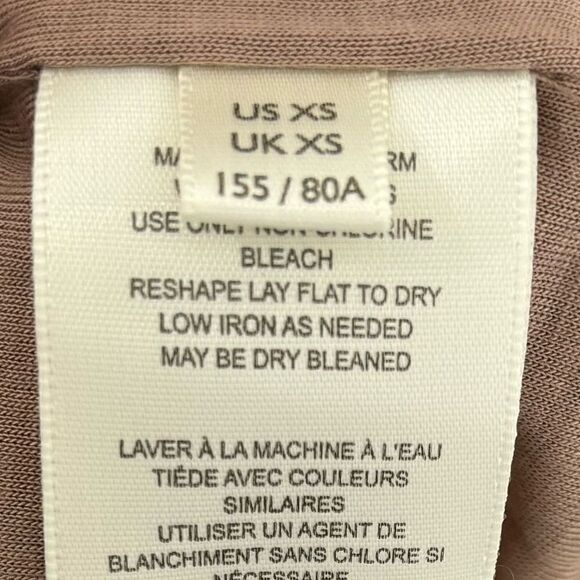 US XS
UK XS
155 / 80A
USE ONLY NON-CHLORINE
BLEACH
RESHAPE LAY FLAT TO DRY
LOW IRON AS NEEDED
MAY BE DRY BLEANED
LAVER À LA MACHINE À L'EAU
TIÉDE AVEC COULEURS
SIMILAIRES
UTILISER UN AGENT DE
BLANCHIMENT SANS CHLORE SI
NÉCESSAIRE